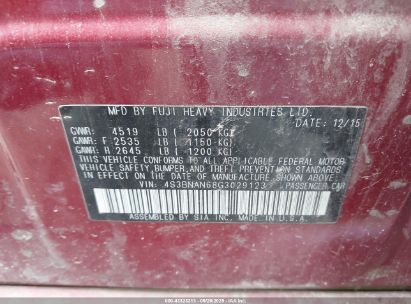 MFD BY FUJI HEAVY INDUSTRIES LTD.
DATE: 12/15
GVWR: 4519 LB ( 2050 KG)
GAWR: F 2535 LB ( 1150 KG)
GAWR: R 2645 LB ( 1200 KG)
THIS VEHICLE CONFORMS TO ALL APPLICABLE FEDERAL MOTOR
VEHICLE SAFETY, BUMPER, AND THEFT PREVENTION STANDARDS
IN EFFECT ON THE DATE OF MANUFACTURE SHOWN ABOVE.
VIN: 4S3BNAN68G3029123 PASSENGER CAR
ASSEMBLED BY SIA INC. MADE IN U.S.A.